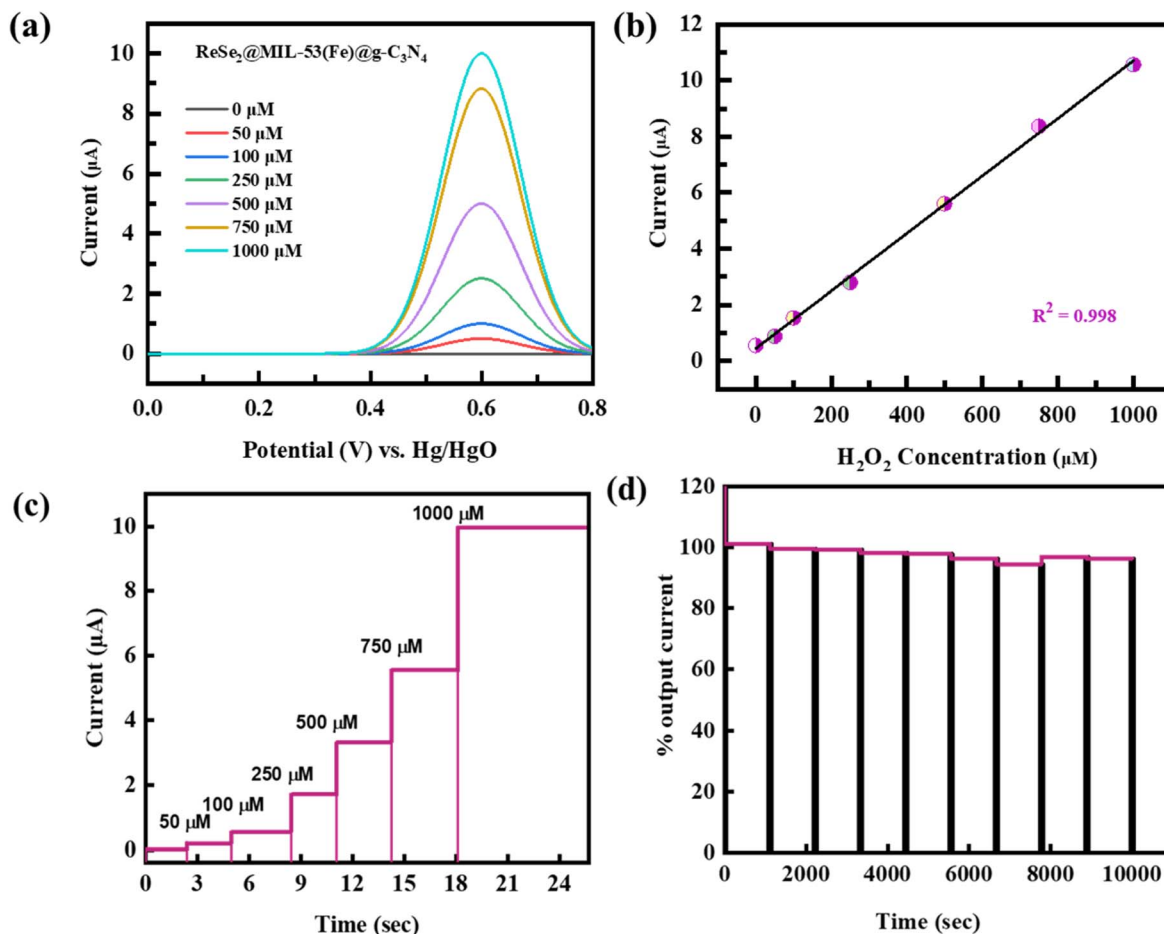 (a)
ReSe₂@MIL-53(Fe)@g-C₃N₄
0 μM
50 μM
100 μM
250 μM
500 μM
750 μM
1000 μM
10
8
6
4
2
0
Current (μA)
0.0 0.2 0.4 0.6 0.8
Potential (V) vs. Hg/HgO
(b)
12
10
8
6
4
2
0
Current (μA)
R² = 0.998
0 200 400 600 800 1000
H₂O₂ Concentration (μM)
(c)
10
8
6
4
2
0
Current (μA)
50 μM
100 μM
250 μM
500 μM
750 μM
1000 μM
0 3 6 9 12 15 18 21 24
Time (sec)
(d)
120
100
80
60
40
20
0
% output current
0 2000 4000 6000 8000 10000
Time (sec)